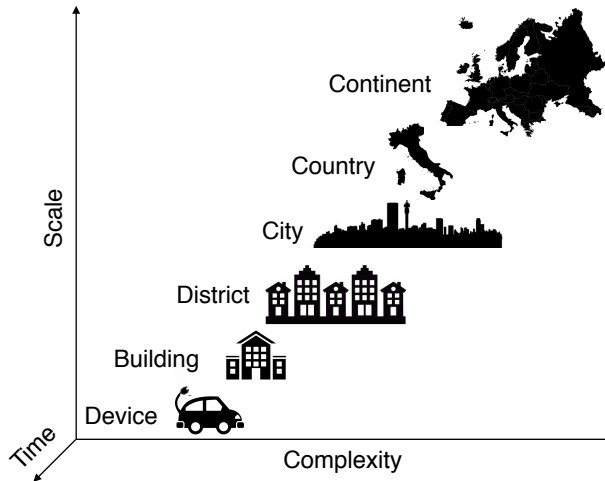 Continent
Country
City
District
Building
Device
Scale
Time
Complexity